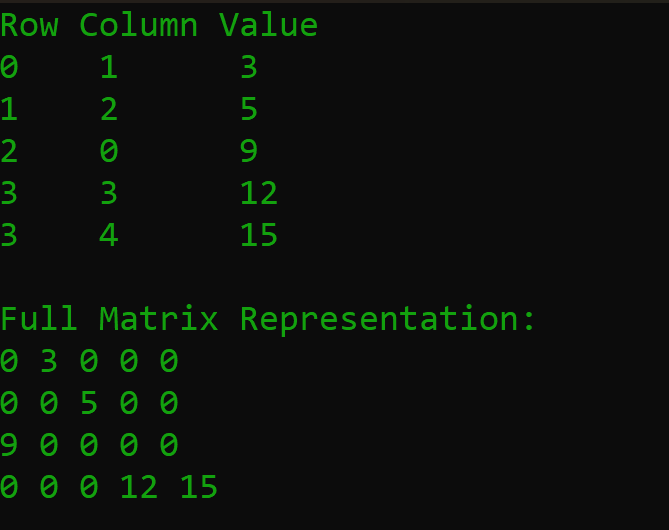 Row Column Value
0    1      3
1    2      5
2    0      9
3    3      12
3    4      15

Full Matrix Representation:
0 3 0 0 0
0 0 5 0 0
9 0 0 0 0
0 0 0 12 15